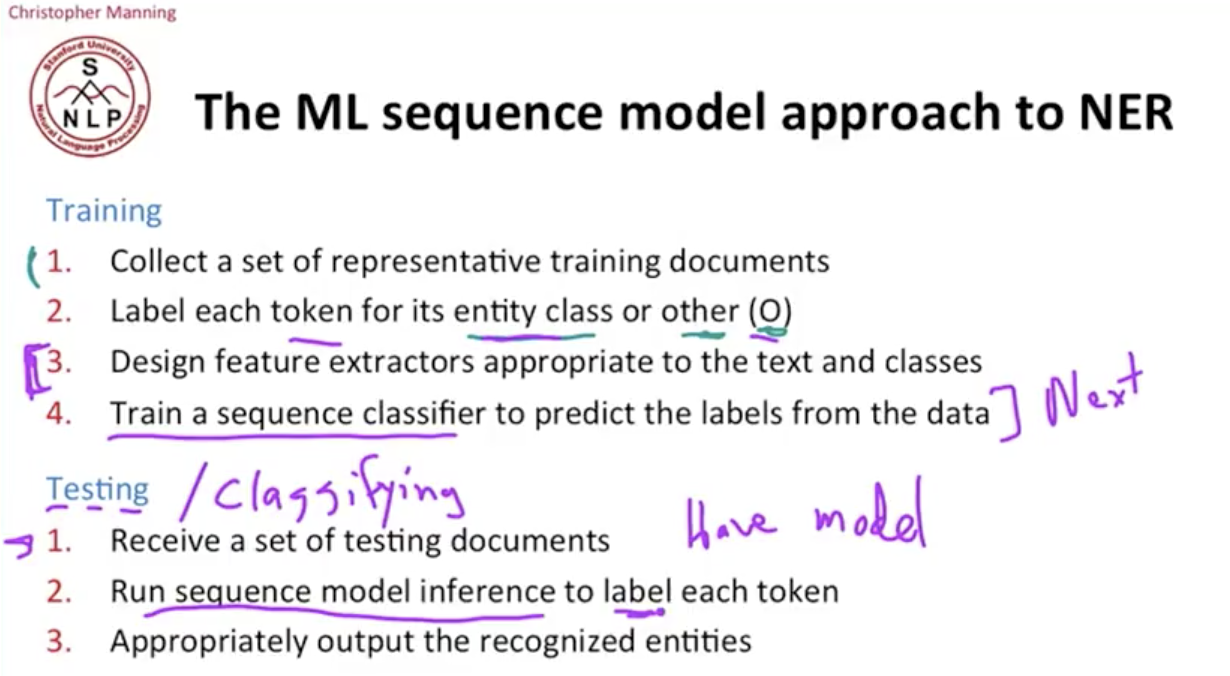 Christopher Manning
Stanford University
S
NLP
Natural Language Processing
The ML sequence model approach to NER
Training
1. Collect a set of representative training documents
2. Label each token for its entity class or other (O)
3. Design feature extractors appropriate to the text and classes
4. Train a sequence classifier to predict the labels from the data ] Next
Testing / Classifying
Have model
1. Receive a set of testing documents
2. Run sequence model inference to label each token
3. Appropriately output the recognized entities